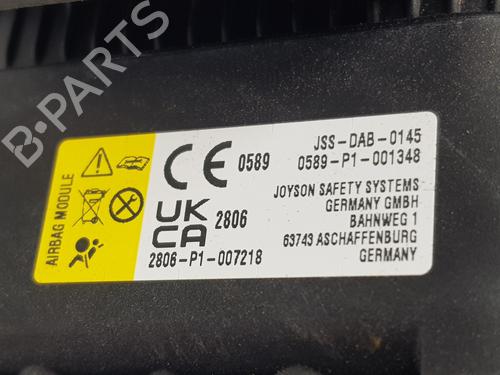 AIRBAG MODULE
CE 0589
JSS-DAB-0145
0589-P1-001348
UK
CA 2806
2806-P1-007218
JOYSON SAFETY SYSTEMS
GERMANY GMBH
BAHNWEG 1
63743 ASCHAFFENBURG
GERMANY
B-PARTS